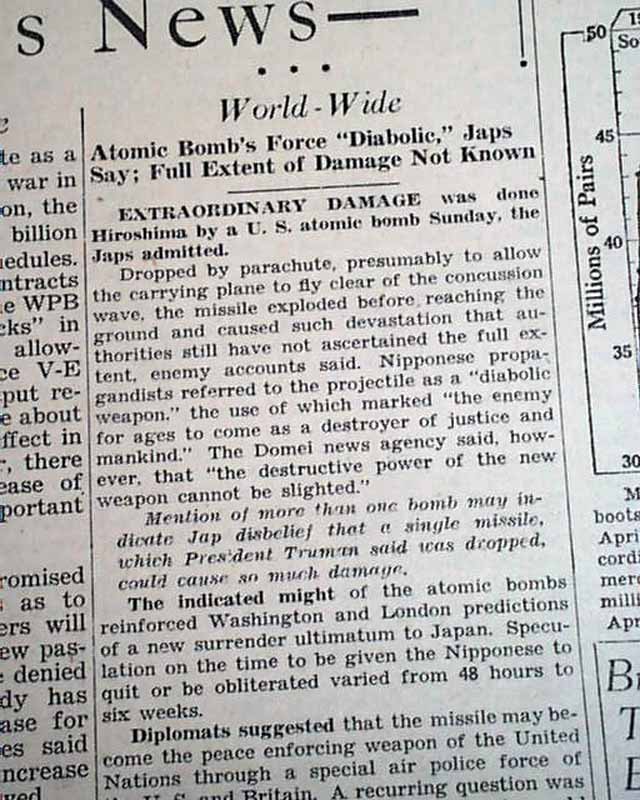 s News—
World-Wide
Atomic Bomb's Force "Diabolic," Japs
Say; Full Extent of Damage Not Known
EXTRAORDINARY DAMAGE was done
Hiroshima by a U. S. atomic bomb Sunday, the
Japs admitted.
Dropped by parachute, presumably to allow
the carrying plane to fly clear of the concussion
wave, the missile exploded before reaching the
ground and caused such devastation that au-
thorities still have not ascertained the full ex-
tent, enemy accounts said. Nipponese propa-
gandists referred to the projectile as a "diabolic
weapon." the use of which marked "the enemy
for ages to come as a destroyer of justice and
mankind." The Domei news agency said, how-
ever, that "the destructive power of the new
weapon cannot be slighted."
Mention of more than one bomb may in-
dicate Jap disbelief that a single missile,
which President Truman said was dropped,
could cause so much damage.
The indicated might of the atomic bombs
reinforced Washington and London predictions
of a new surrender ultimatum to Japan. Specu-
lation on the time to be given the Nipponese to
quit or be obliterated varied from 48 hours to
six weeks.
Diplomats suggested that the missile may be-
come the peace enforcing weapon of the United
Nations through a special air police force of
the U. S. and Britain. A recurring question was
te as a
war in
on, the
billion
edules.
ntracts
e WPB
cks" in
allow-
ce V-E
put re-
e about
ffect in
, there
ease of
portant
romised
as to
ers will
ew pas-
denied
dy has
ase for
es said
increase
ved
Millions of Pairs
50
45
40
35
30
So
M
boots
Apri
cordi
merc
milli
Apr